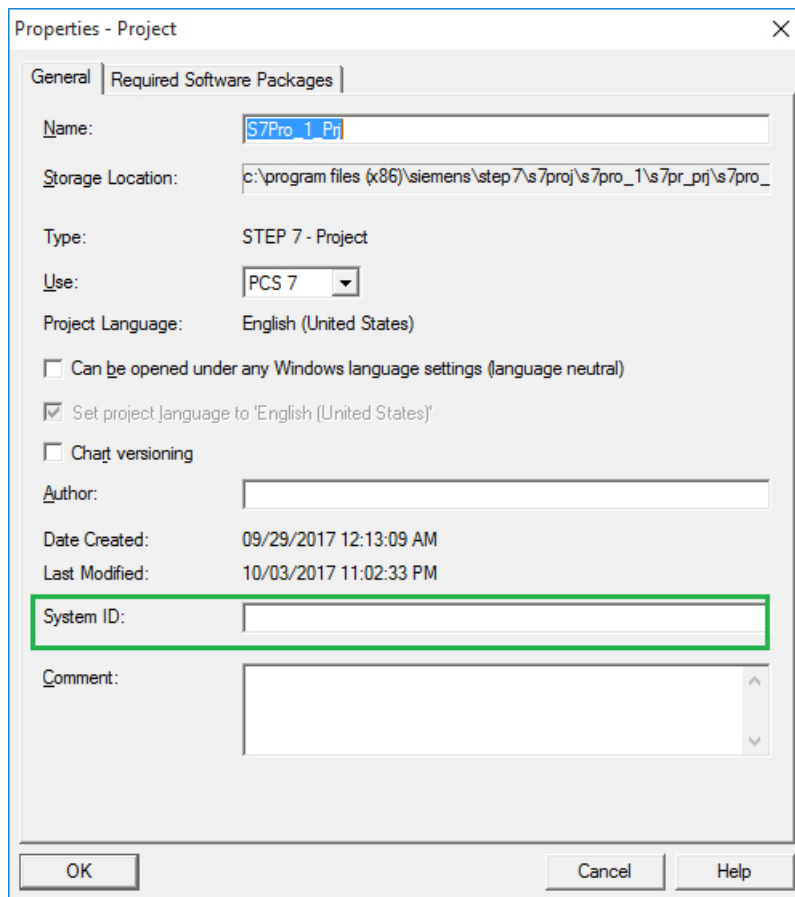 Properties - Project
General Required Software Packages
Name: S7Pro_1_Prj
Storage Location: c:\program files (x86)\siemens\step7\s7proj\s7pro_1\s7pr_prj\s7pro_
Type: STEP 7 - Project
Use: PCS 7
Project Language: English (United States)
Can be opened under any Windows language settings (language neutral)
Set project language to 'English (United States)'
Chart versioning
Author:
Date Created: 09/29/2017 12:13:09 AM
Last Modified: 10/03/2017 11:02:33 PM
System ID:
Comment:
OK Cancel Help